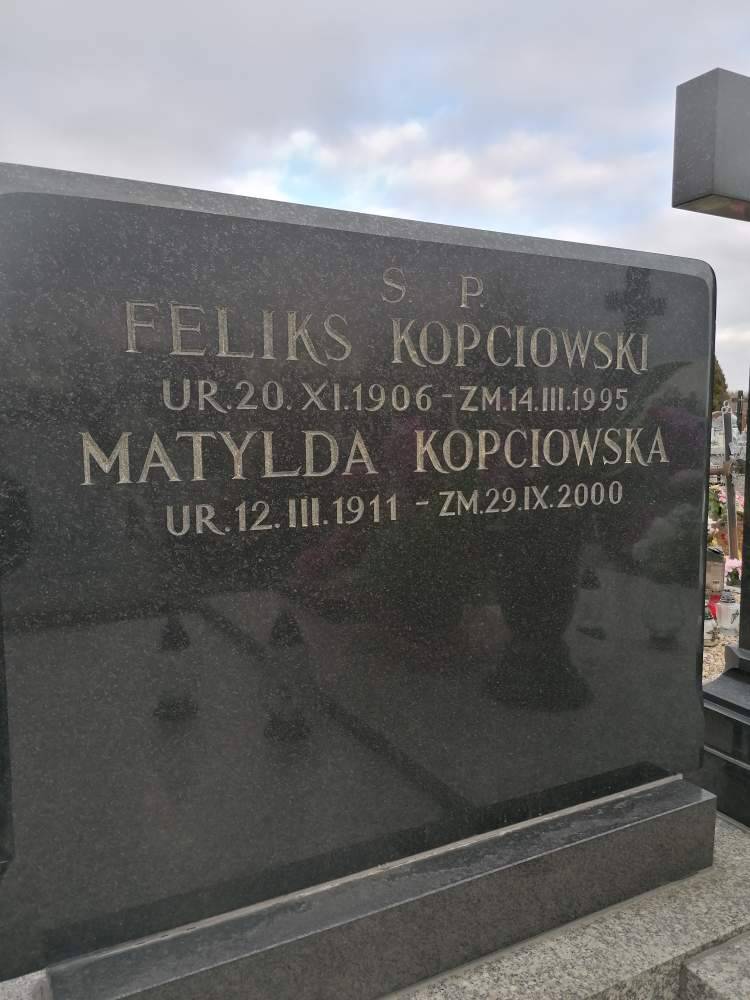 Ś. P.
FELIKS KOPCIOWSKI
UR. 20. XI. 1906 - ZM. 14. III. 1995
MATYLDA KOPCIOWSKA
UR. 12. III. 1911 - ZM. 29. IX. 2000